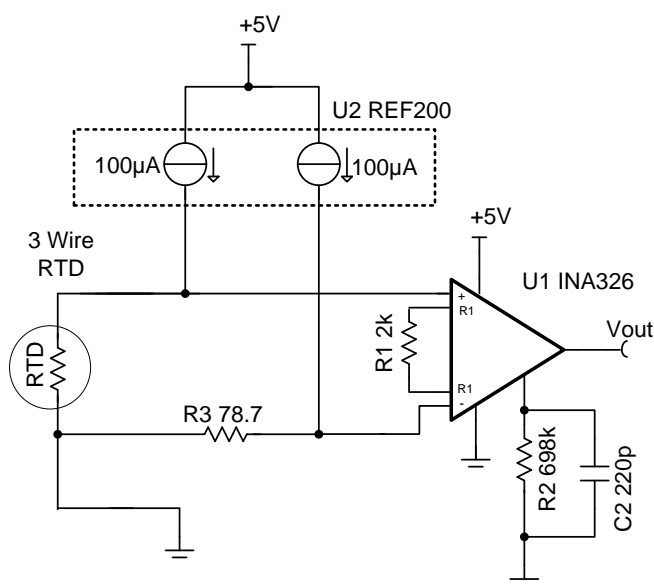 +5V
U2 REF200
100µA
100µA
3 Wire
RTD
+5V
U1 INA326
+
R1
R1 2k
R1
-
Vout
RTD
R3 78.7
R2 698k
C2 220p